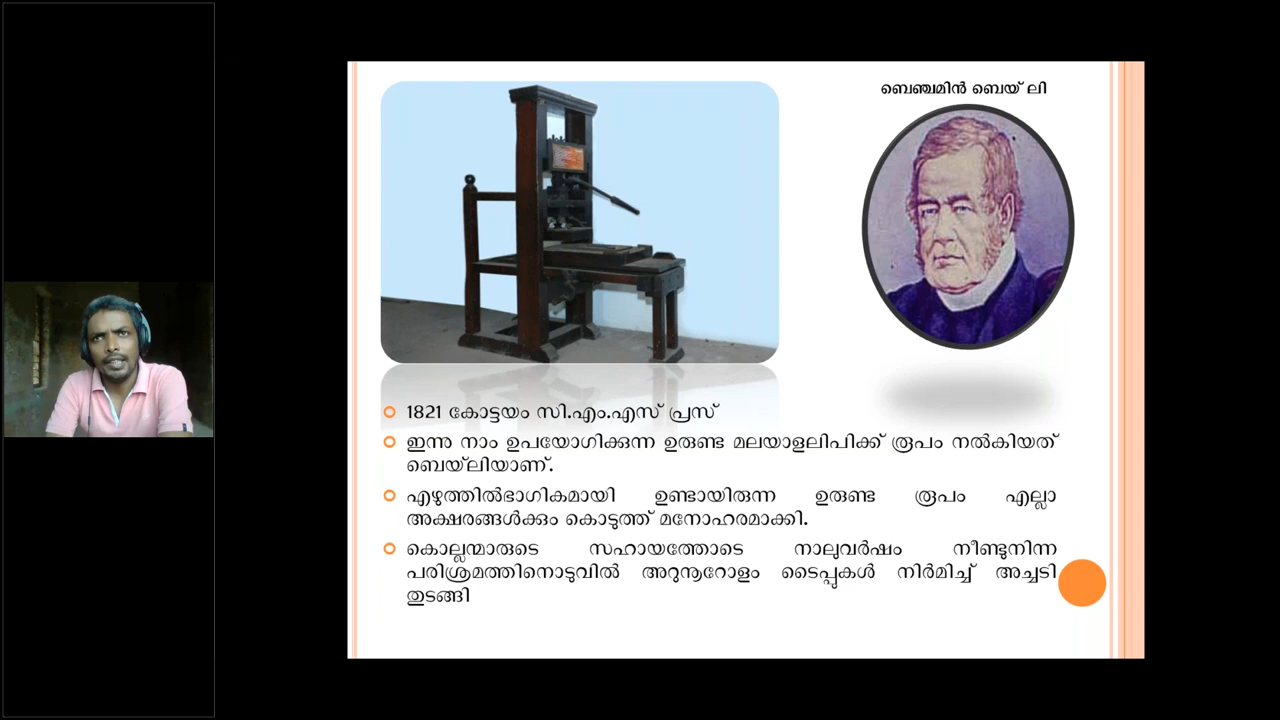 ബെഞ്ചമിൻ ബെയ് ലി
1821 കോട്ടയം സി.എം.എസ് പ്രസ്
ഇന്നു നാം ഉപയോഗിക്കുന്ന ഉരുണ്ട മലയാളലിപിക്ക് രൂപം നൽകിയത്
ബെയ്‌ലിയാണ്.
എഴുത്തിൽഭാഗികമായി ഉണ്ടായിരുന്ന ഉരുണ്ട രൂപം എല്ലാ
അക്ഷരങ്ങൾക്കും കൊടുത്ത് മനോഹരമാക്കി.
കൊല്ലന്മാരുടെ സഹായത്തോടെ നാലുവർഷം നീണ്ടുനിന്ന
പരിശ്രമത്തിനൊടുവിൽ അറുനൂറോളം ടൈപ്പുകൾ നിർമിച്ച് അച്ചടി
തുടങ്ങി